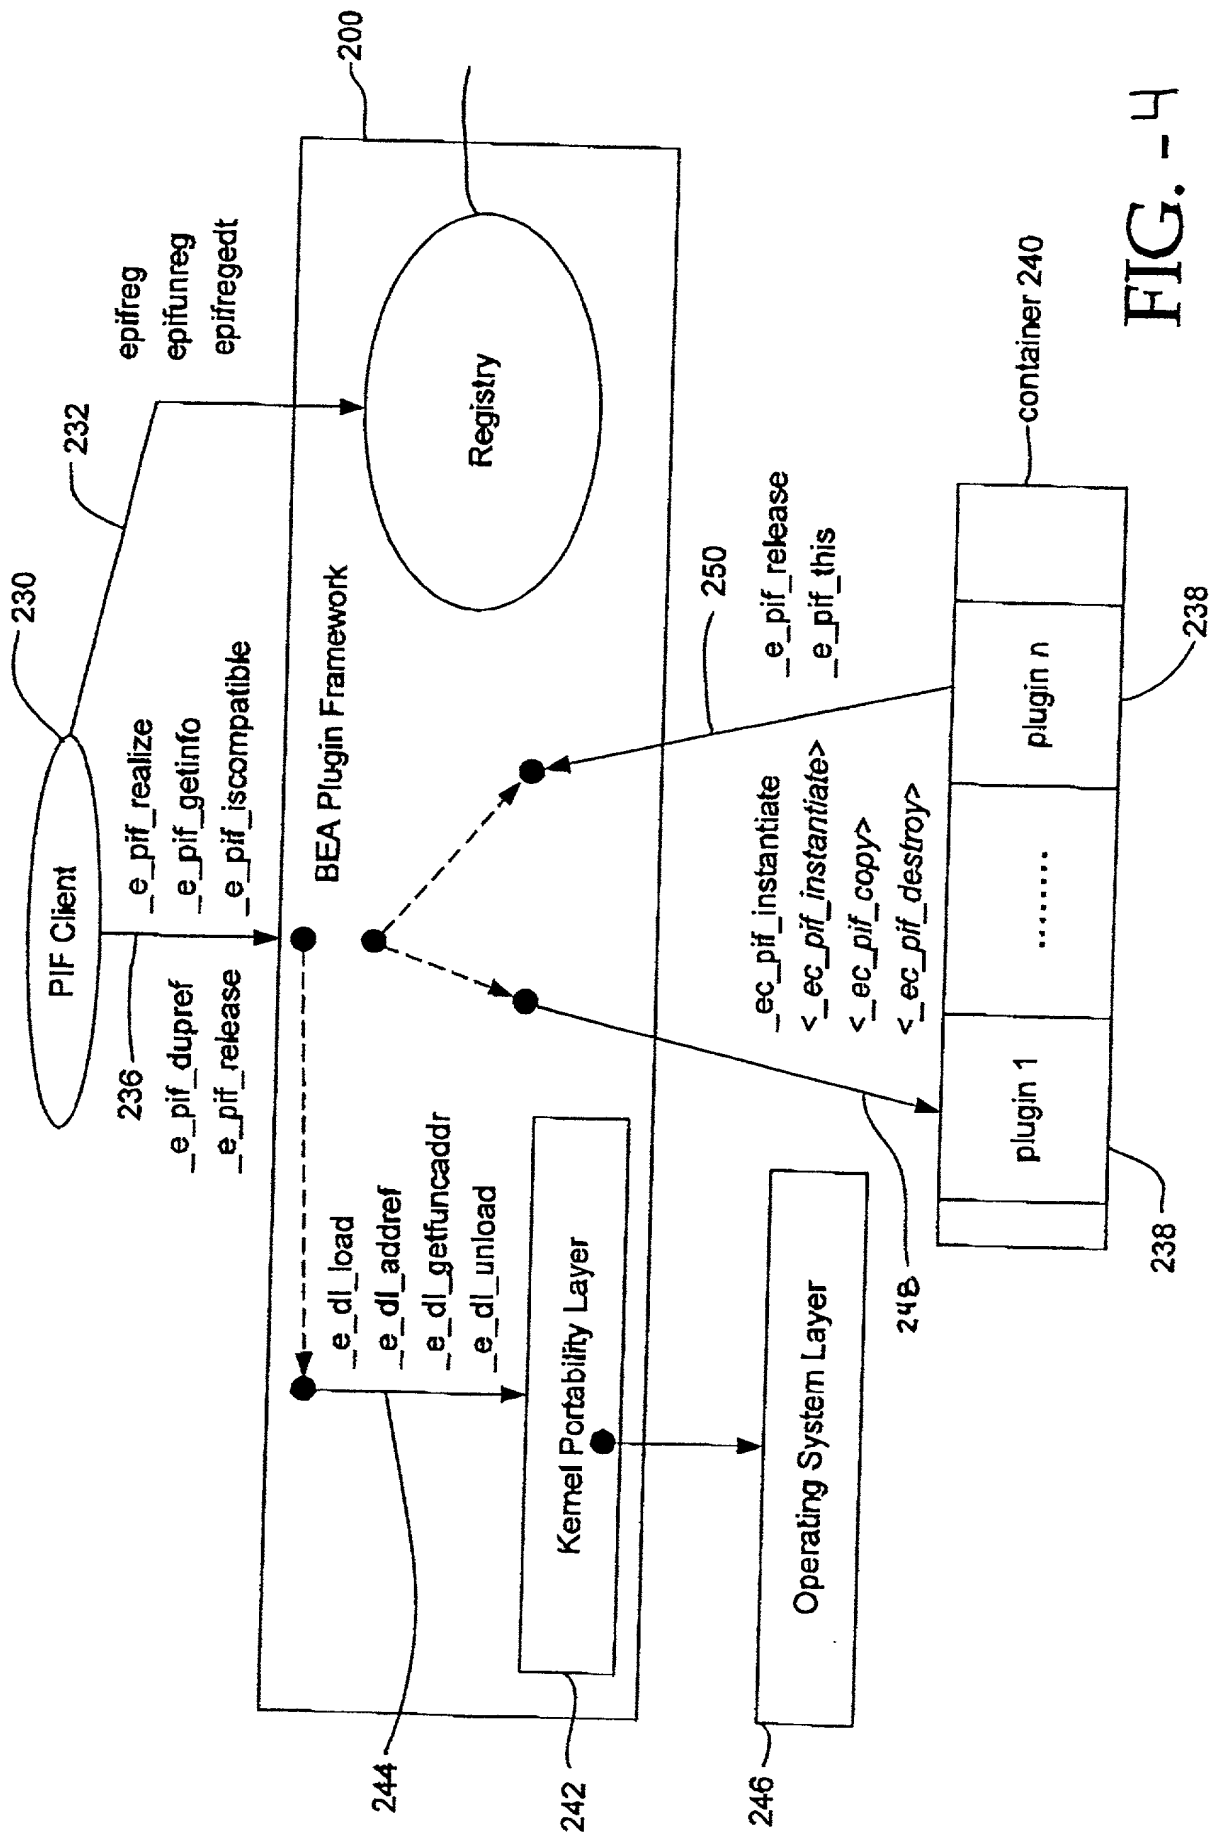 230
232
PIF Client
236
_e_pif_dupref
_e_pif_release
_e_pif_realize
_e_pif_getinfo
_e_pif_iscompatible
epifreg
epifunreg
epifregedt
200
BEA Plugin Framework
Registry
244
_e_dl_load
_e_dl_addref
_e_dl_getfuncaddr
_e_dl_unload
Kernel Portability Layer
242
Operating System Layer
246
250
_e_pif_release
_e_pif_this
_ec_pif_instantiate
<_ec_pif_instantiate>
<_ec_pif_copy>
<_ec_pif_destroy>
248
container 240
plugin 1
........
plugin n
238
238
FIG. - 4